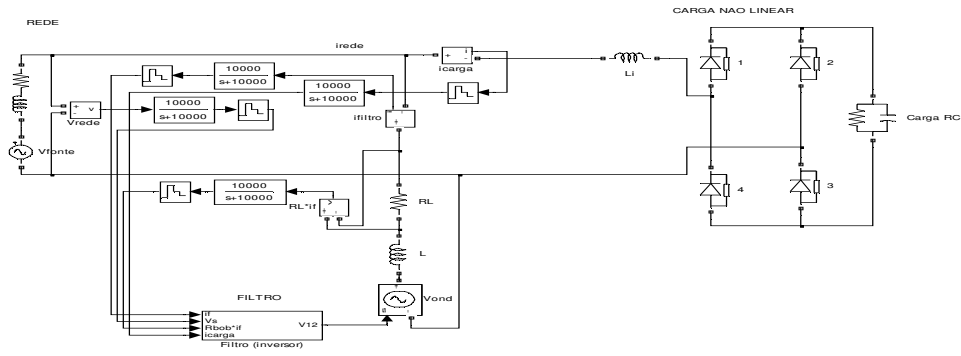 CARGA NAO LINEAR
REDE
irede
+
-
i
icarga
Li
1
2
10000
s+10000
10000
s+10000
10000
s+10000
+
-
v
Vrede
ifiltro
Carga RC
Vfonte
10000
s+10000
RL*if
RL
4
3
L
FILTRO
Vond
if
Vs
Rbob*if
icarga
V12
Filtro (inversor)